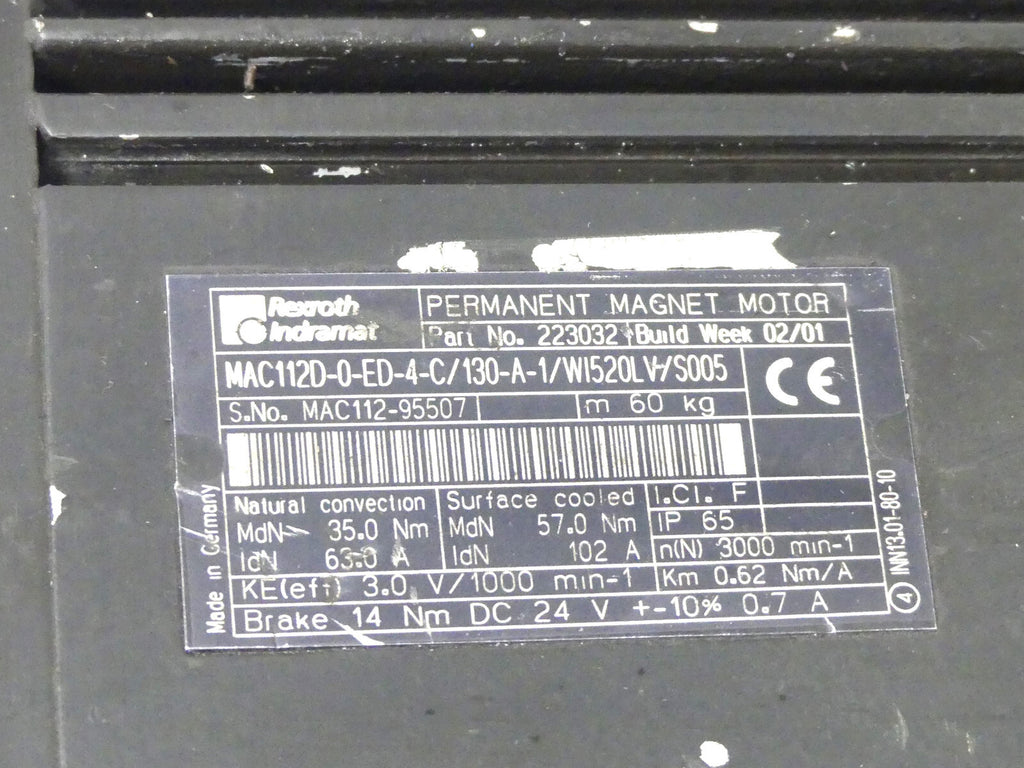 Rexroth
Indramat
PERMANENT MAGNET MOTOR
Part No. 223032 Build Week 02/01
MAC112D-0-ED-4-C/130-A-1/WI520LV/S005
CE
S.No. MAC112-95507
m 60 kg
Natural convection
MdN 35.0 Nm
IdN 63.0 A
Surface cooled
MdN 57.0 Nm
IdN 102 A
I.Cl. F
IP 65
n(N) 3000 min-1
KE(eff) 3.0 V/1000 min-1
Km 0.62 Nm/A
Brake 14 Nm DC 24 V +-10% 0.7 A
Made in Germany
4 INN13.01-80-10